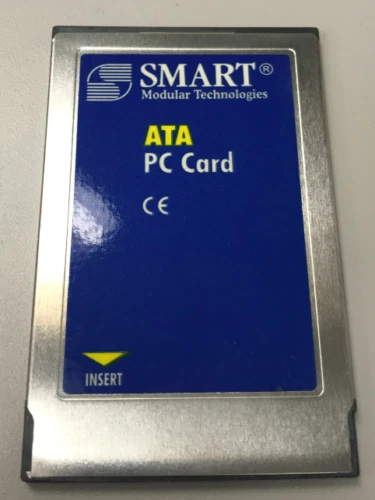 SMART®
Modular Technologies
ATA
PC Card
CE
INSERT